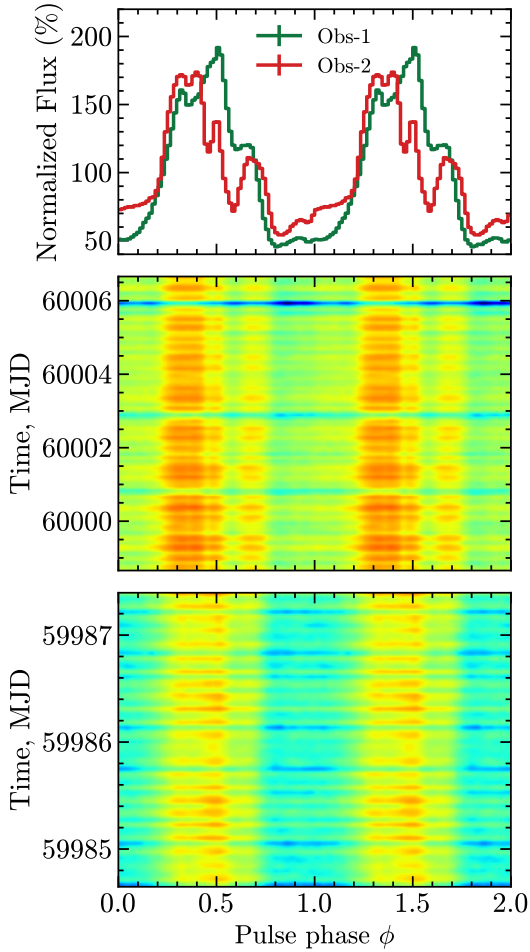 Normalized Flux (%)
200
150
100
50
Obs-1
Obs-2
Time, MJD
60006
60004
60002
60000
Time, MJD
59987
59986
59985
0.0 0.5 1.0 1.5 2.0
Pulse phase ϕ